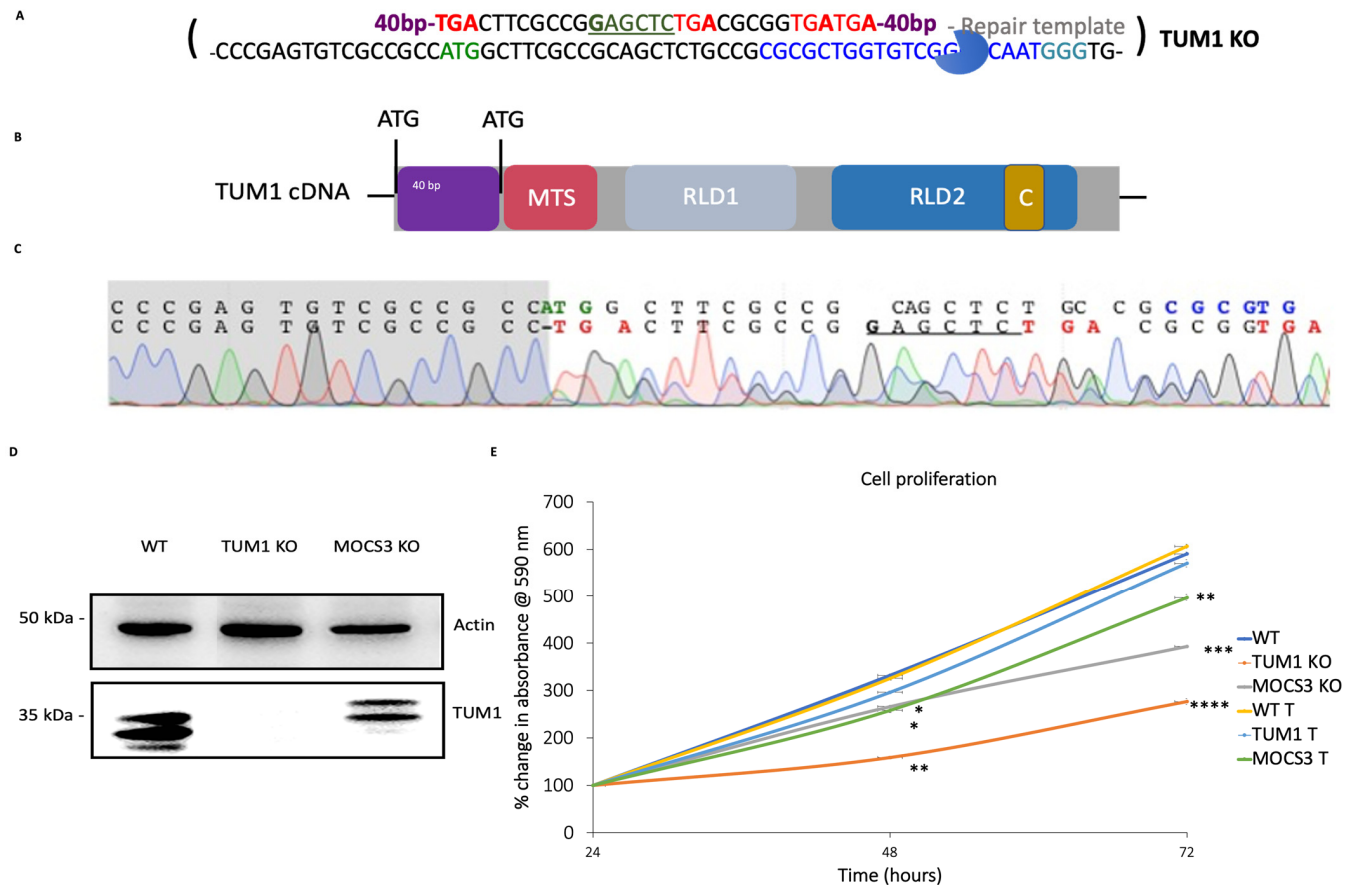 A
40bp-TGACTTCGCCGGAGCTCTGACGCGGTGATGA-40bp - Repair template
( -CCCGAGTGTCGCCGCCATGGCTTCGCCGCAGCTCTGCCGCGCGCTGGTGTCGG CAATGGGTG- ) TUM1 KO
B
ATG ATG
TUM1 cDNA 40 bp MTS RLD1 RLD2 C
C
C C C G A G T G T C G C C G C C A T G G C T T C G C C G C A G C T C T G C C G C G C G T G
C C C G A G T G T C G C C G C C - T G A C T T C G C C G G A G C T C T G A C G C G G T G A
D
WT TUM1 KO MOCS3 KO
50 kDa - Actin
35 kDa - TUM1
E
Cell proliferation
% change in absorbance @ 590 nm
700
600
500
400
300
200
100
0
24 48 72
Time (hours)
**
***
****
*
*
**
WT
TUM1 KO
MOCS3 KO
WT T
TUM1 T
MOCS3 T